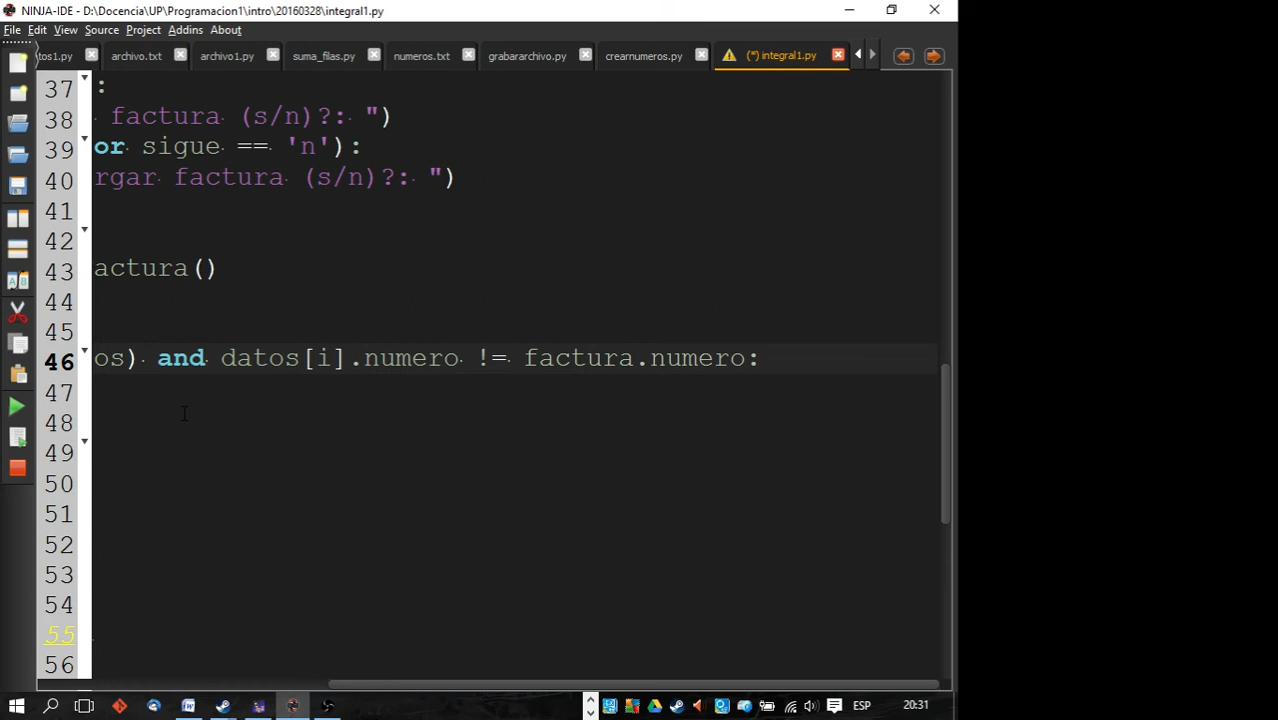 NINJA-IDE - D:\Docencia\UP\Programacion1\intro\20160328\integral1.py
File Edit View Source Project Addins About
tos1.py archivo.txt archivo1.py suma_filas.py numeros.txt grabararchivo.py crearnumeros.py (*) integral1.py
37 :
38 factura (s/n)?: ")
39 or sigue == 'n'):
40 rgar factura (s/n)?: ")
41
42
43 actura()
44
45
46 os) and datos[i].numero != factura.numero:
47
48
49
50
51
52
53
54
55
56
ESP 20:31